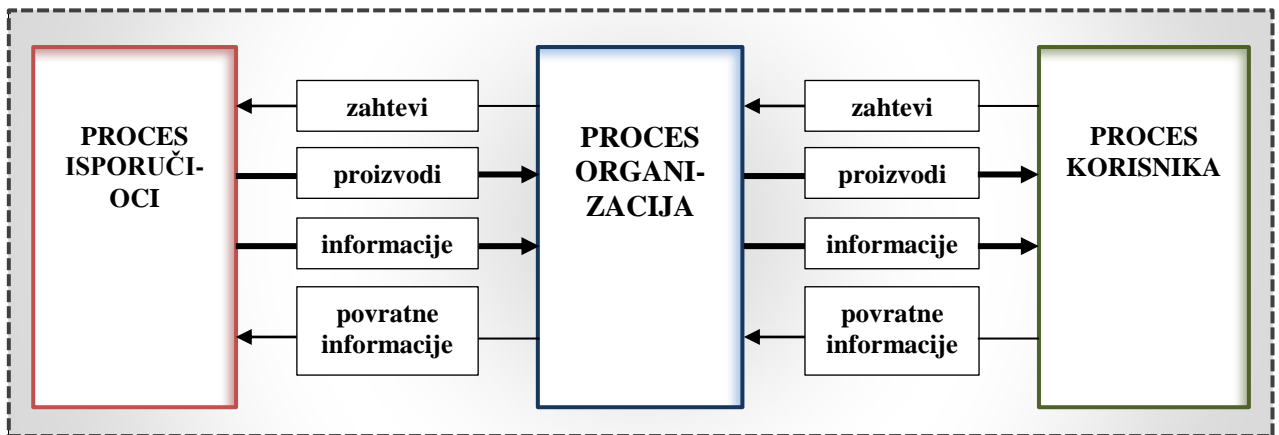 PROCES
ISPORUČI-
OCI
zahtevi
proizvodi
informacije
povratne
informacije
PROCES
ORGANI-
ZACIJA
zahtevi
proizvodi
informacije
povratne
informacije
PROCES
KORISNIKA